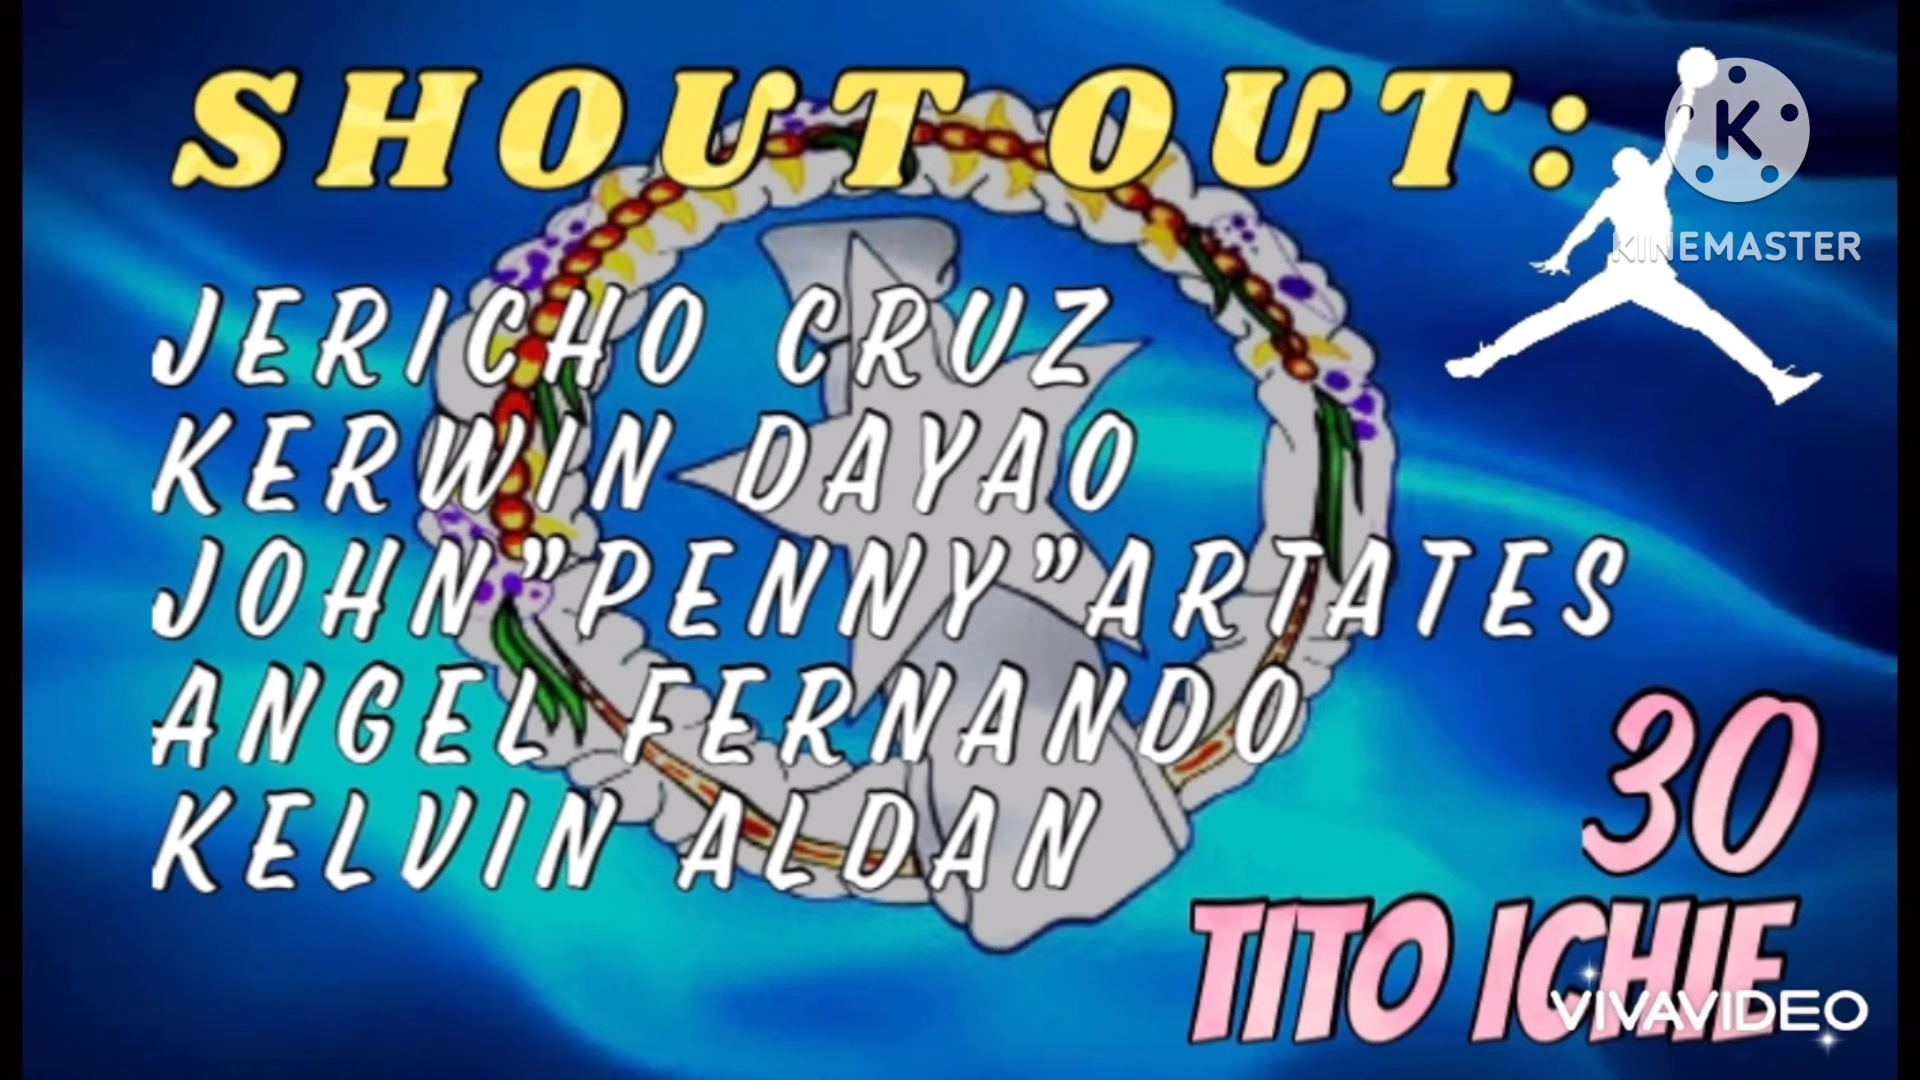 SHOUT OUT:
K
KINEMASTER
JERICHO CRUZ
KERWIN DAYAO
JOHN"PENNY"ARTATES
ANGEL FERNANDO
KELVIN ALDAN
30
TITO ICHIE
VIVAVIDEO